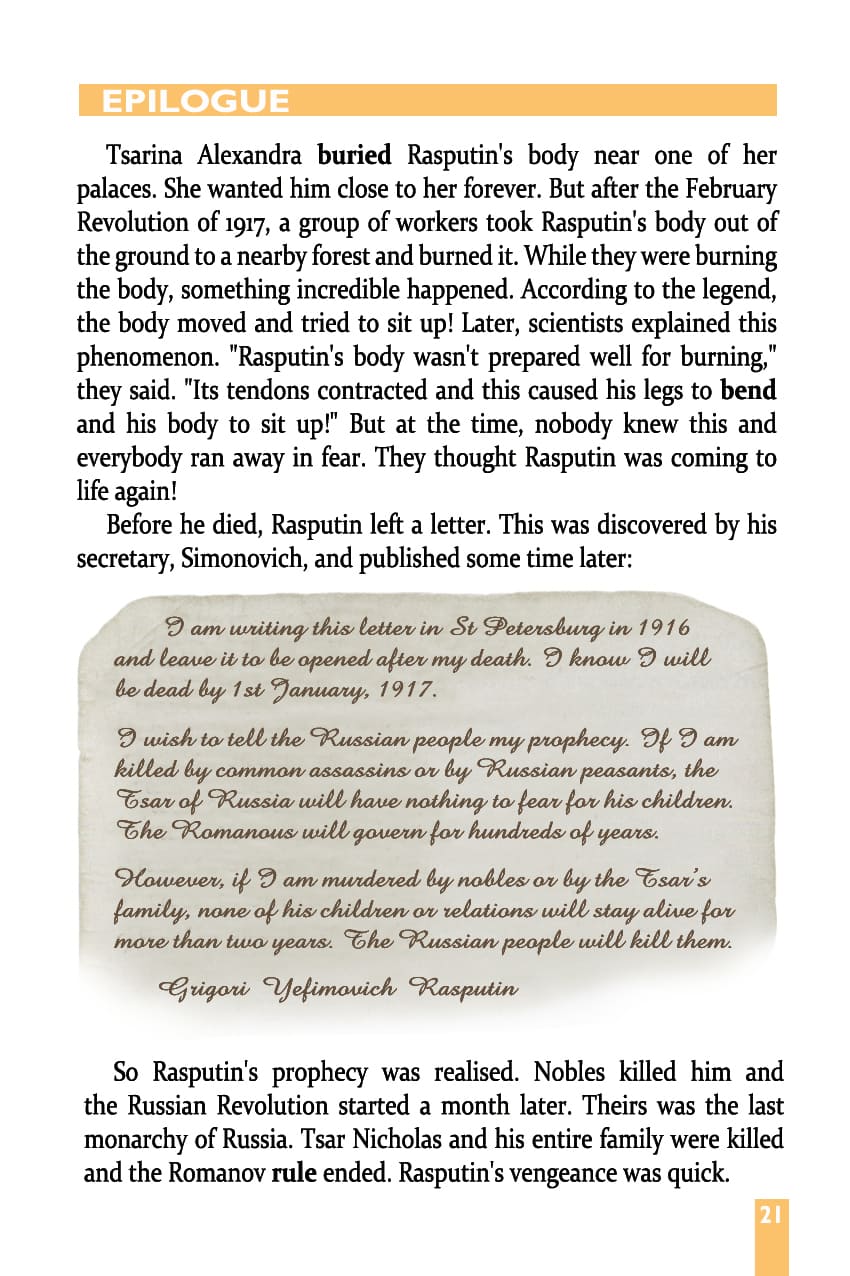 EPILOGUE
Tsarina Alexandra buried Rasputin's body near one of her
palaces. She wanted him close to her forever. But after the February
Revolution of 1917, a group of workers took Rasputin's body out of
the ground to a nearby forest and burned it. While they were burning
the body, something incredible happened. According to the legend,
the body moved and tried to sit up! Later, scientists explained this
phenomenon. "Rasputin's body wasn't prepared well for burning,"
they said. "Its tendons contracted and this caused his legs to bend
and his body to sit up!" But at the time, nobody knew this and
everybody ran away in fear. They thought Rasputin was coming to
life again!
Before he died, Rasputin left a letter. This was discovered by his
secretary, Simonovich, and published some time later:
I am writing this letter in St Petersburg in 1916
and leave it to be opened after my death. I know I will
be dead by 1st January, 1917.
I wish to tell the Russian people my prophecy. If I am
killed by common assassins or by Russian peasants, the
Tsar of Russia will have nothing to fear for his children.
The Romanous will govern for hundreds of years.
However, if I am murdered by nobles or by the Tsar's
family, none of his children or relations will stay alive for
more than two years. The Russian people will kill them.
Grigori Yefimovich Rasputin
So Rasputin's prophecy was realised. Nobles killed him and
the Russian Revolution started a month later. Theirs was the last
monarchy of Russia. Tsar Nicholas and his entire family were killed
and the Romanov rule ended. Rasputin's vengeance was quick.
21